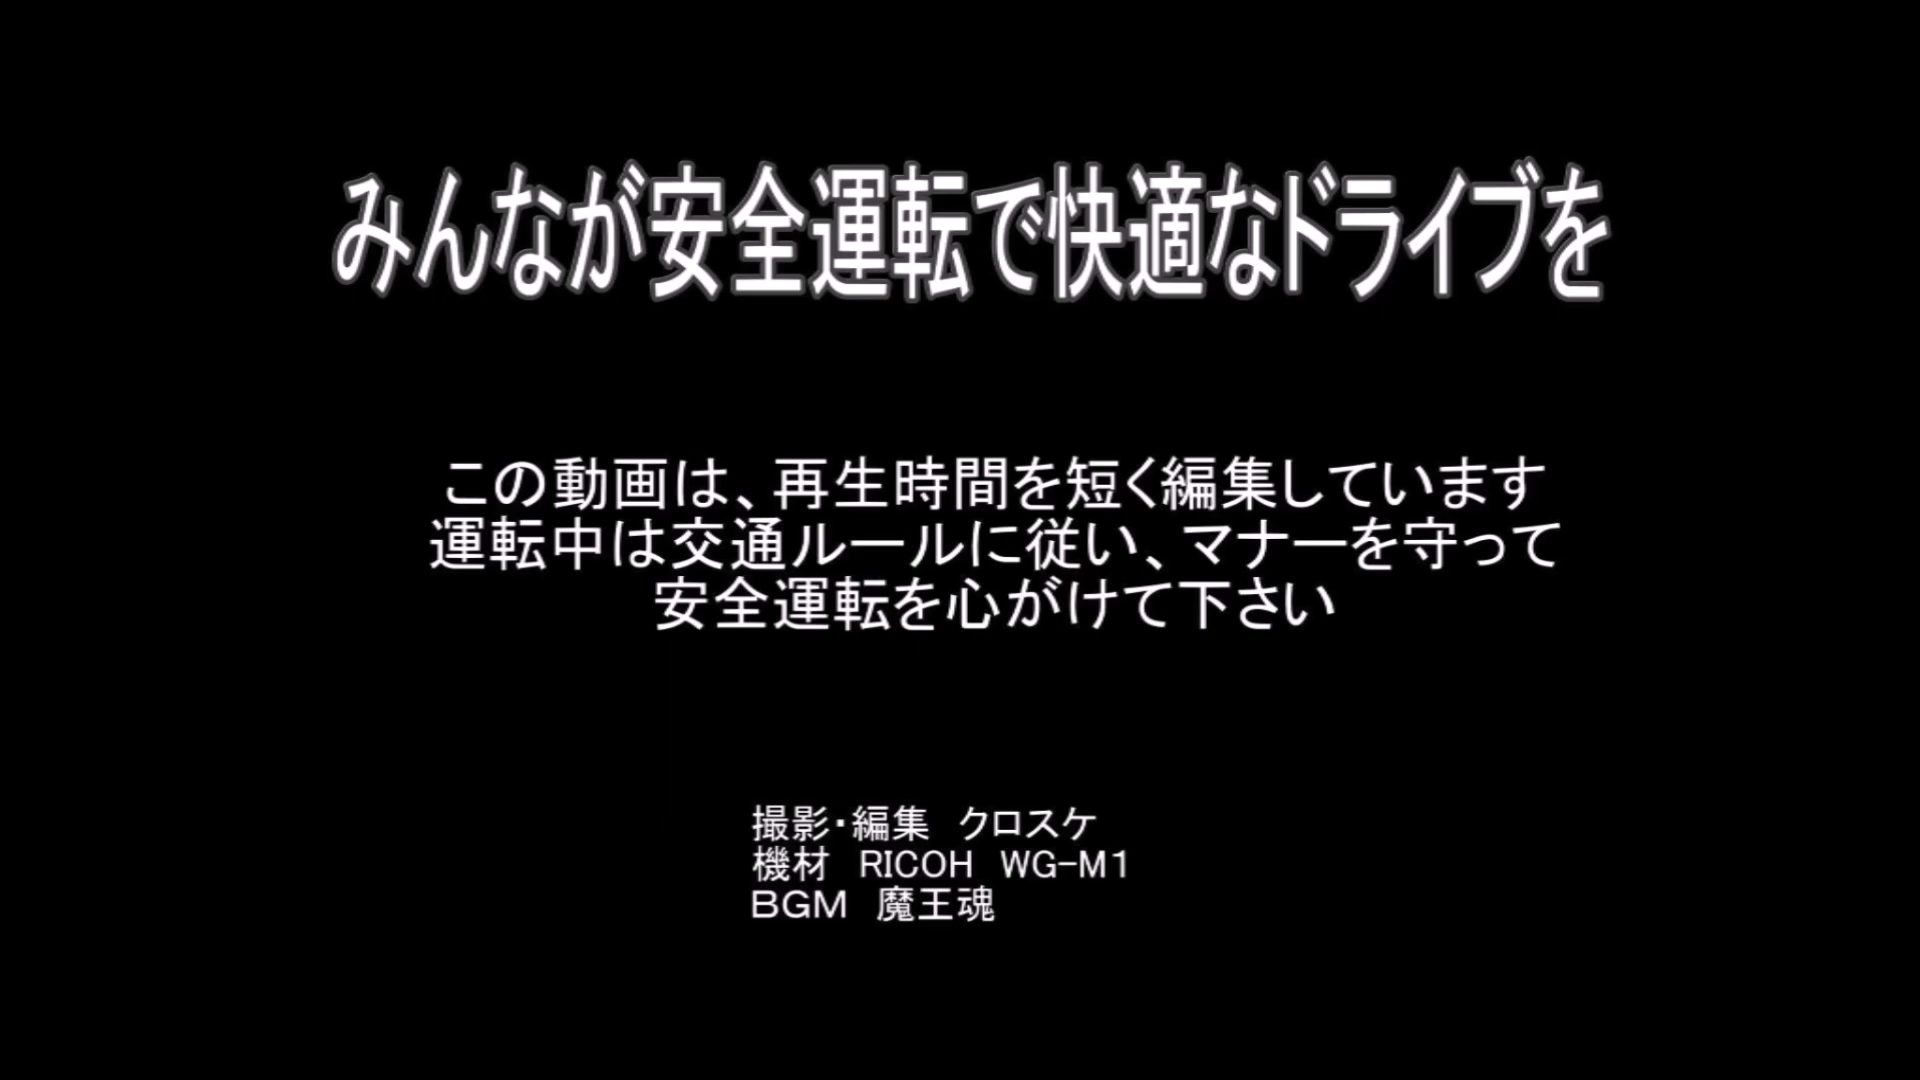 みんなが安全運転で快適なドライブを
この動画は、再生時間を短く編集しています
運転中は交通ルールに従い、マナーを守って
安全運転を心がけて下さい
撮影・編集　クロスケ
機材　RICOH　WG-M1
BGM　魔王魂